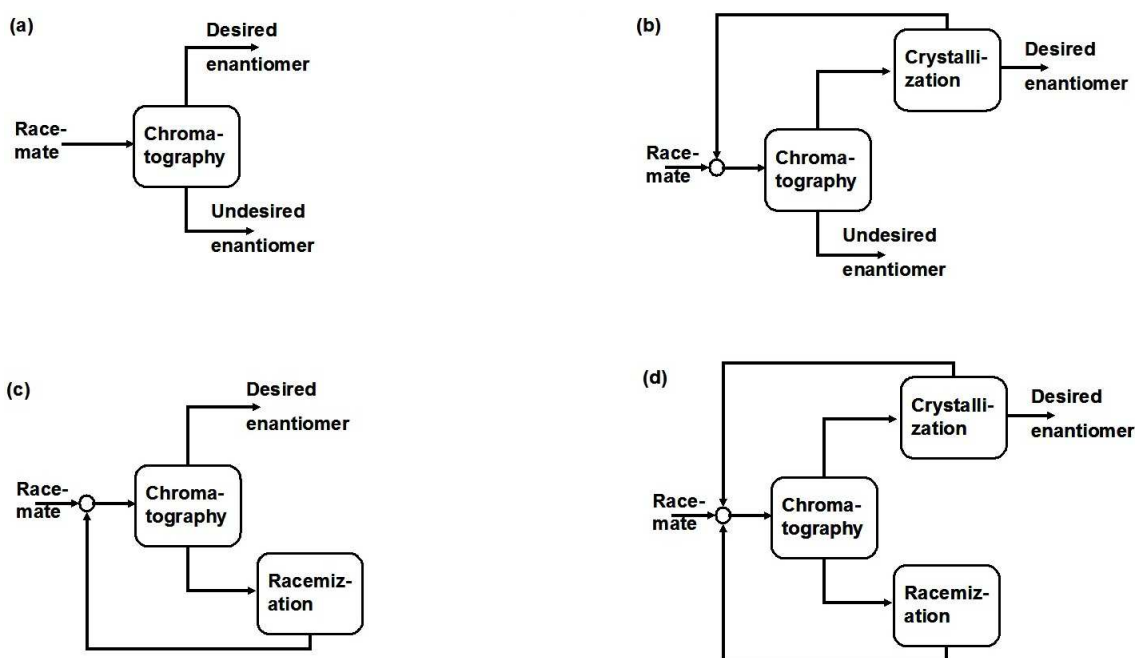 (a)
Desired
enantiomer
Race-
mate
Chroma-
tography
Undesired
enantiomer
(b)
Crystalli-
zation
Desired
enantiomer
Race-
mate
Chroma-
tography
Undesired
enantiomer
(c)
Desired
enantiomer
Race-
mate
Chroma-
tography
Racemiz-
ation
(d)
Crystalli-
zation
Desired
enantiomer
Race-
mate
Chroma-
tography
Racemiz-
ation